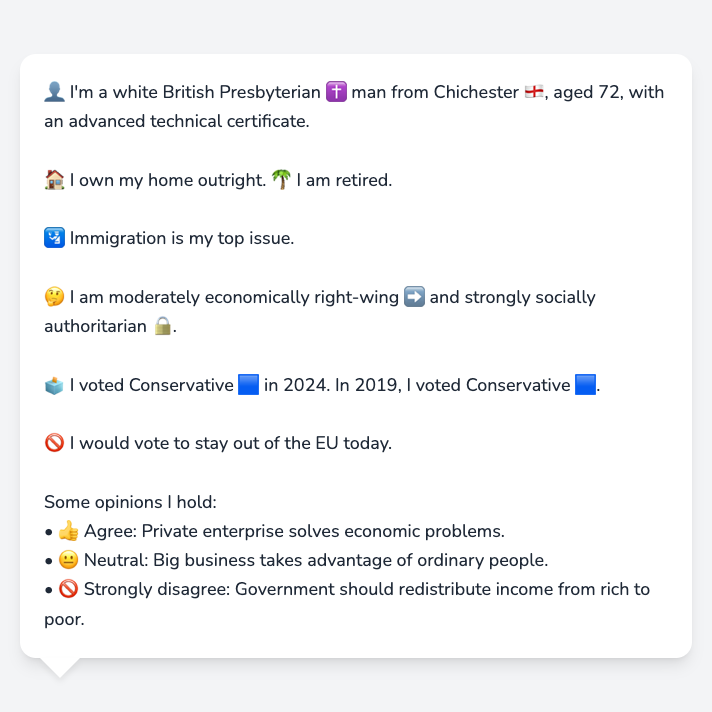 👤 I'm a white British Presbyterian ✝️ man from Chichester 🏴󠁧󠁢󠁥󠁮󠁧󠁿, aged 72, with
an advanced technical certificate.
🏠 I own my home outright. 🌴 I am retired.
🛂 Immigration is my top issue.
🤔 I am moderately economically right-wing ➡️ and strongly socially
authoritarian 🔒.
🗳️ I voted Conservative 🟦 in 2024. In 2019, I voted Conservative 🟦.
🚫 I would vote to stay out of the EU today.
Some opinions I hold:
• 👍 Agree: Private enterprise solves economic problems.
• 😐 Neutral: Big business takes advantage of ordinary people.
• 🚫 Strongly disagree: Government should redistribute income from rich to
poor.